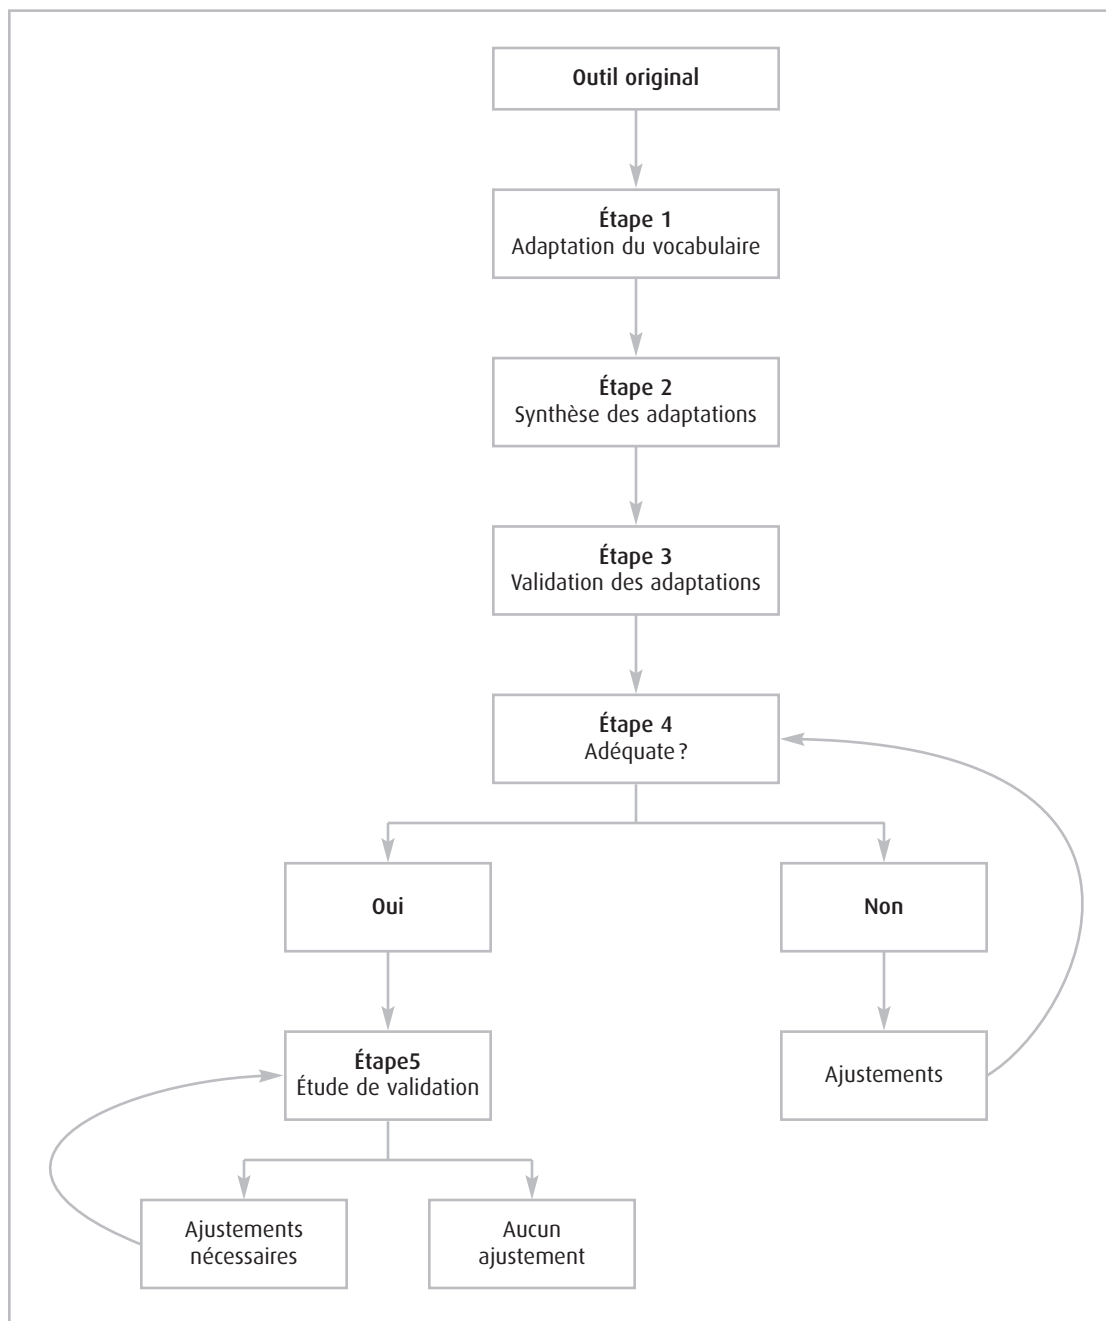 Outil original
Étape 1
Adaptation du vocabulaire
Étape 2
Synthèse des adaptations
Étape 3
Validation des adaptations
Étape 4
Adéquate ?
Oui
Non
Étape5
Étude de validation
Ajustements
Ajustements
nécessaires
Aucun
ajustement